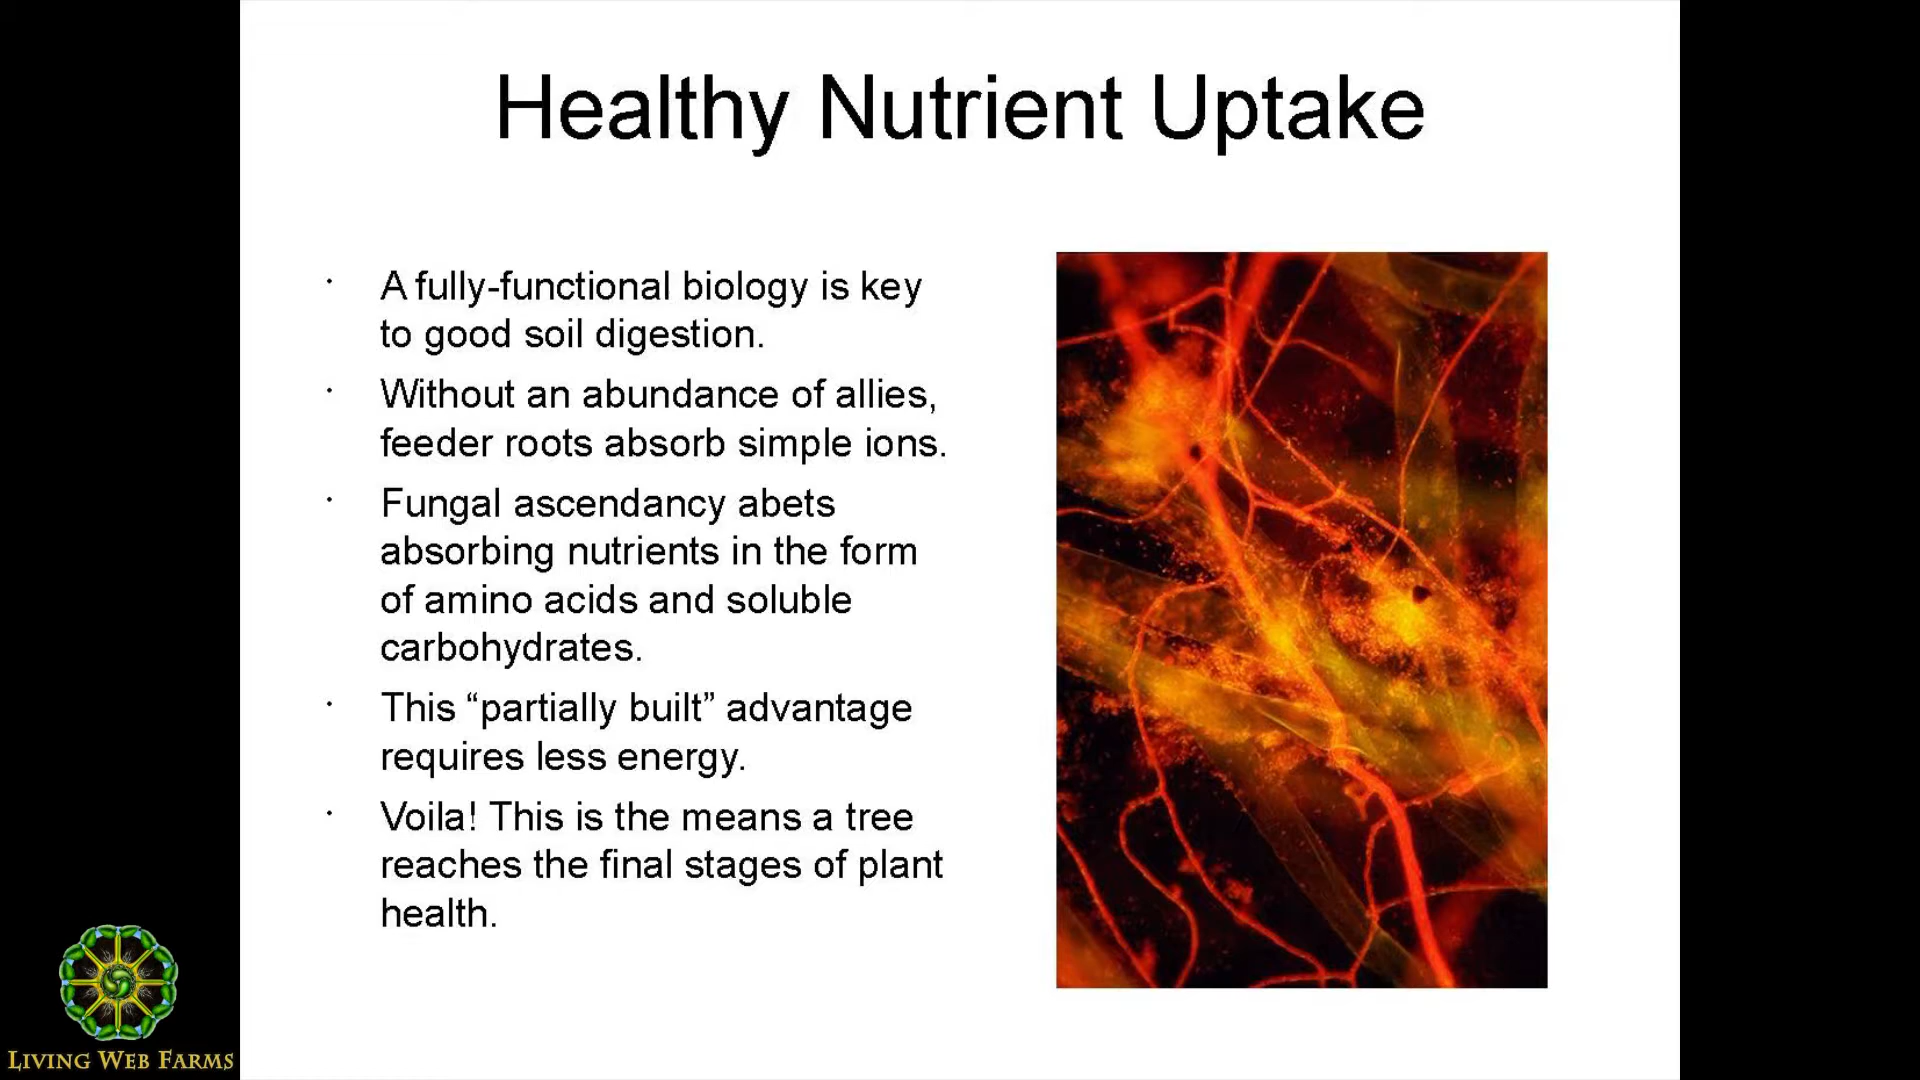 Healthy Nutrient Uptake
· A fully-functional biology is key
to good soil digestion.
· Without an abundance of allies,
feeder roots absorb simple ions.
· Fungal ascendancy abets
absorbing nutrients in the form
of amino acids and soluble
carbohydrates.
· This “partially built” advantage
requires less energy.
· Voila! This is the means a tree
reaches the final stages of plant
health.
LIVING WEB FARMS